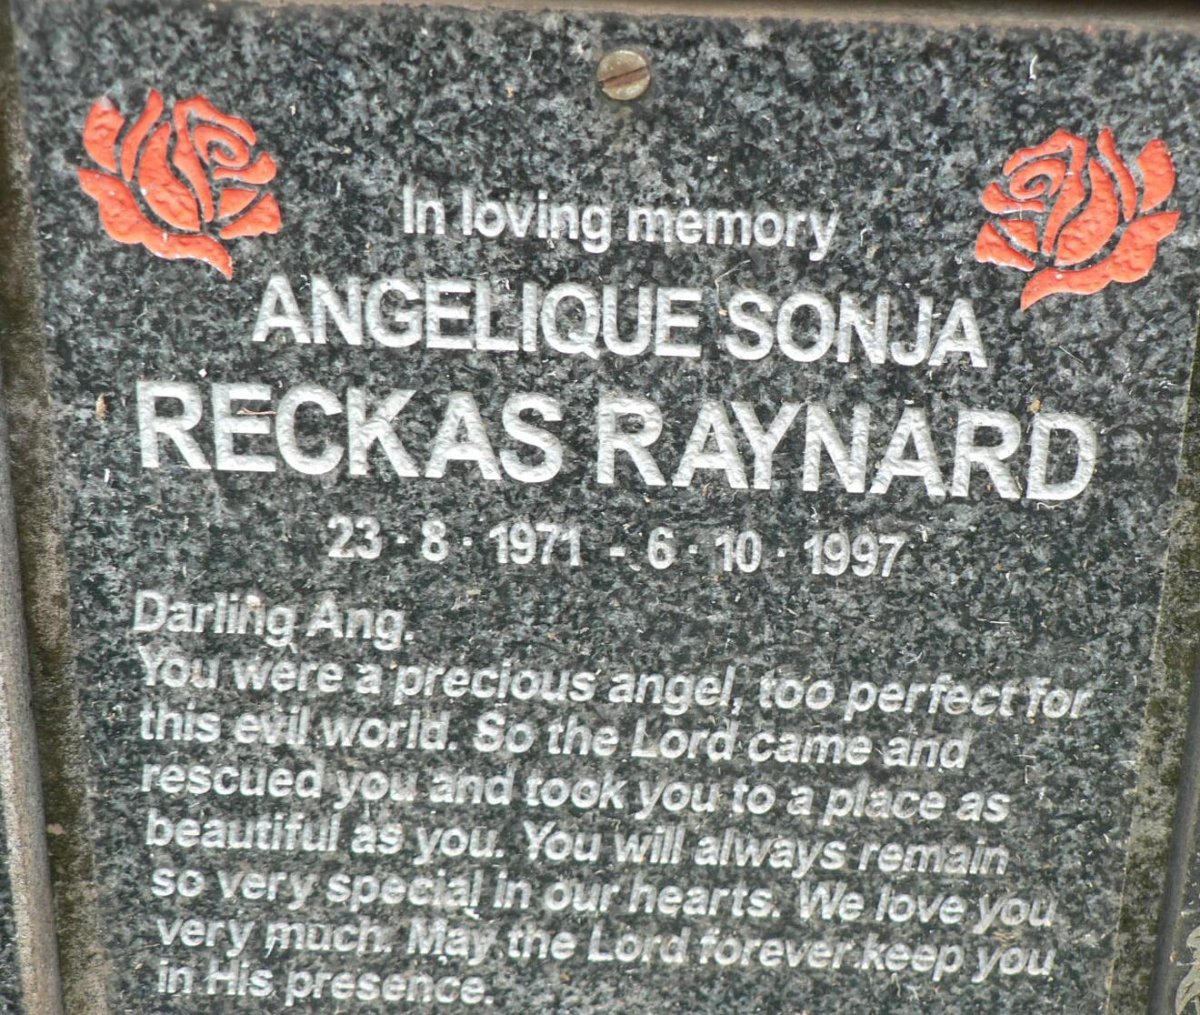 In loving memory
ANGELIQUE SONJA
RECKAS RAYNARD
23 · 8 · 1971 - 6 · 10 · 1997
Darling Ang.
You were a precious angel, too perfect for
this evil world. So the Lord came and
rescued you and took you to a place as
beautiful as you. You will always remain
so very special in our hearts. We love you
very much. May the Lord forever keep you
in His presence.